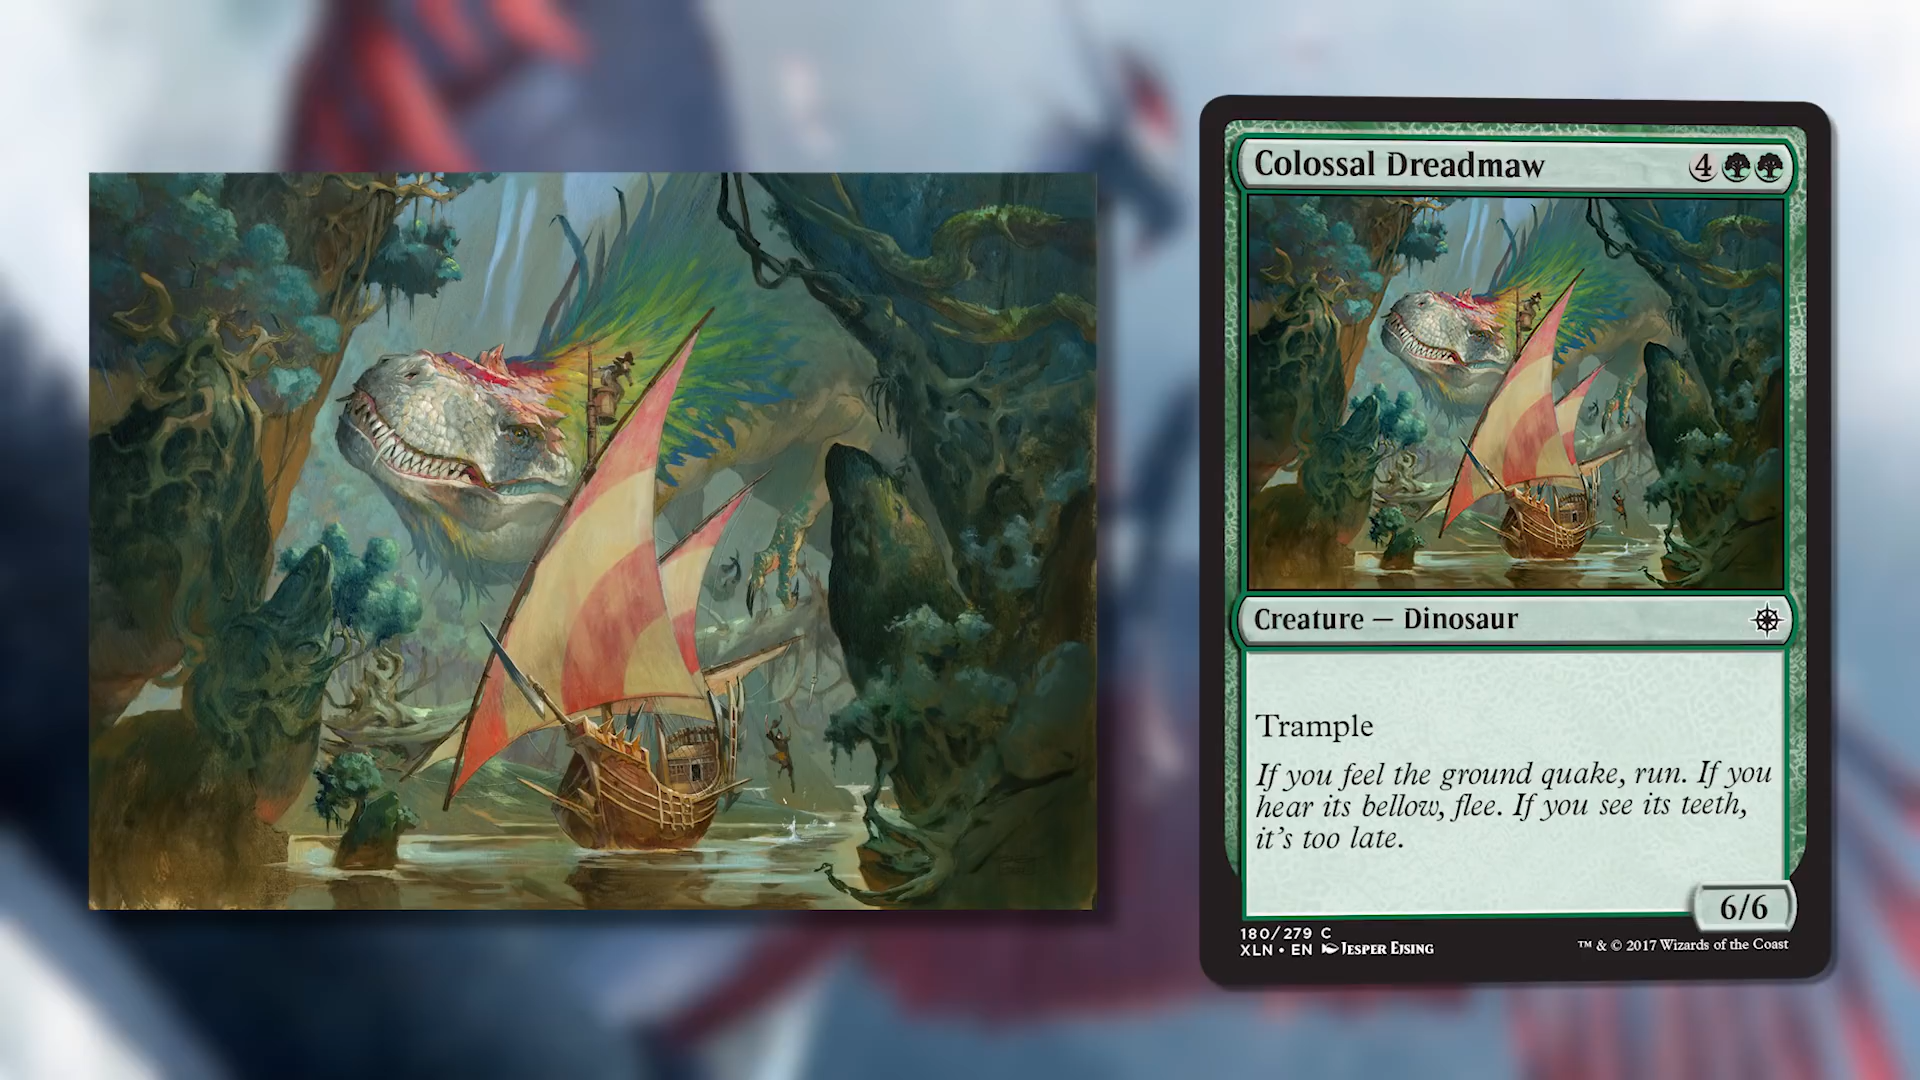 Colossal Dreadmaw 4
Creature — Dinosaur
Trample
If you feel the ground quake, run. If you
hear its bellow, flee. If you see its teeth,
it's too late.
6/6
180/279 C
XLN • EN JESPER EJSING
™ & © 2017 Wizards of the Coast